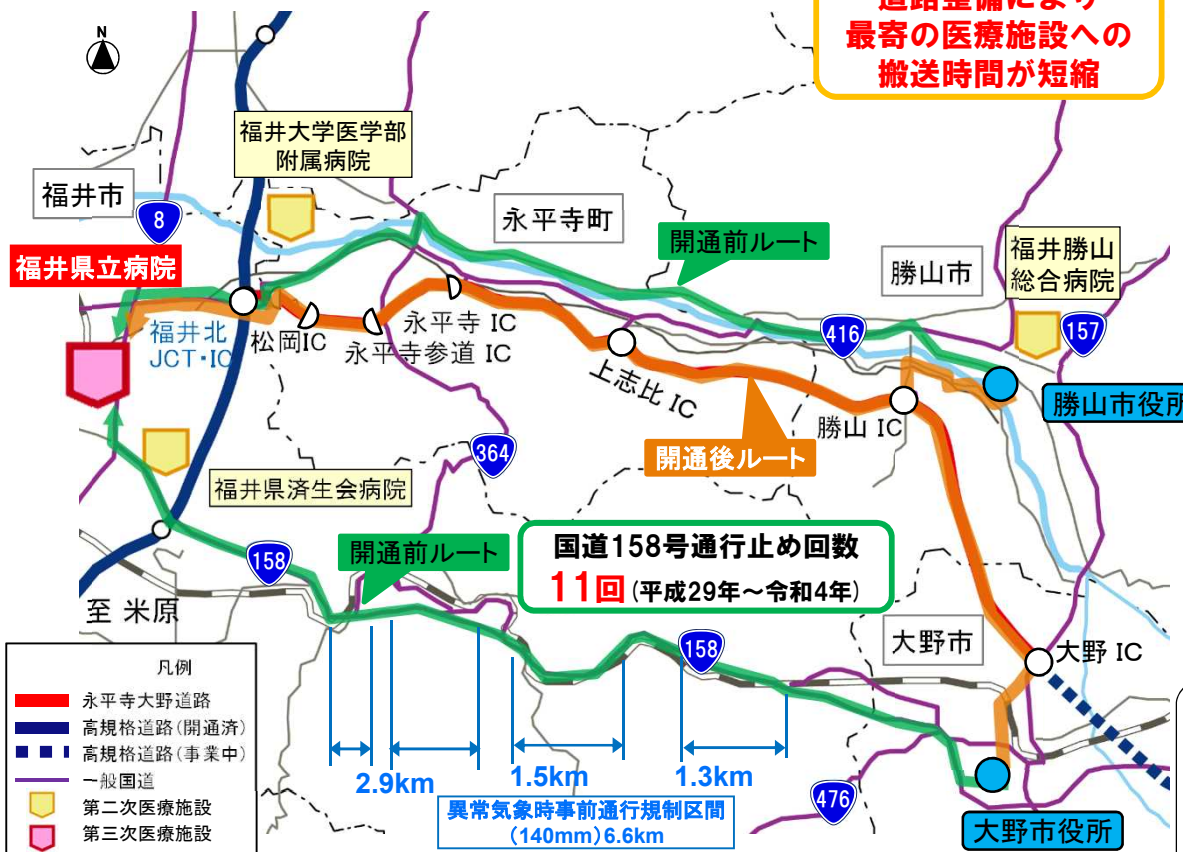 道路整備により
最寄の医療施設への
搬送時間が短縮
N
福井大学医学部
附属病院
福井市
8
永平寺町
開通前ルート
勝山市
福井勝山
総合病院
157
福井県立病院
福井北
JCT・IC
松岡IC
永平寺 IC
永平寺参道 IC
上志比 IC
416
勝山 IC
勝山市役所
開通後ルート
364
福井県済生会病院
158
開通前ルート
国道158号通行止め回数
11回(平成29年～令和4年)
至 米原
158
大野市
大野 IC
2.9km
1.5km
1.3km
異常気象時事前通行規制区間
(140mm)6.6km
476
大野市役所
凡例
永平寺大野道路
高規格道路(開通済)
高規格道路(事業中)
一般国道
第二次医療施設
第三次医療施設